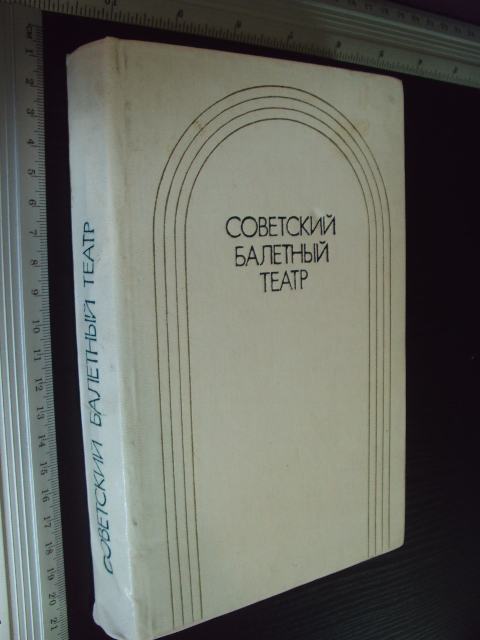 СОВЕТСКИЙ
БАЛЕТНЫЙ
ТЕАТР
СОВЕТСКИЙ БАЛЕТНЫЙ ТЕАТР